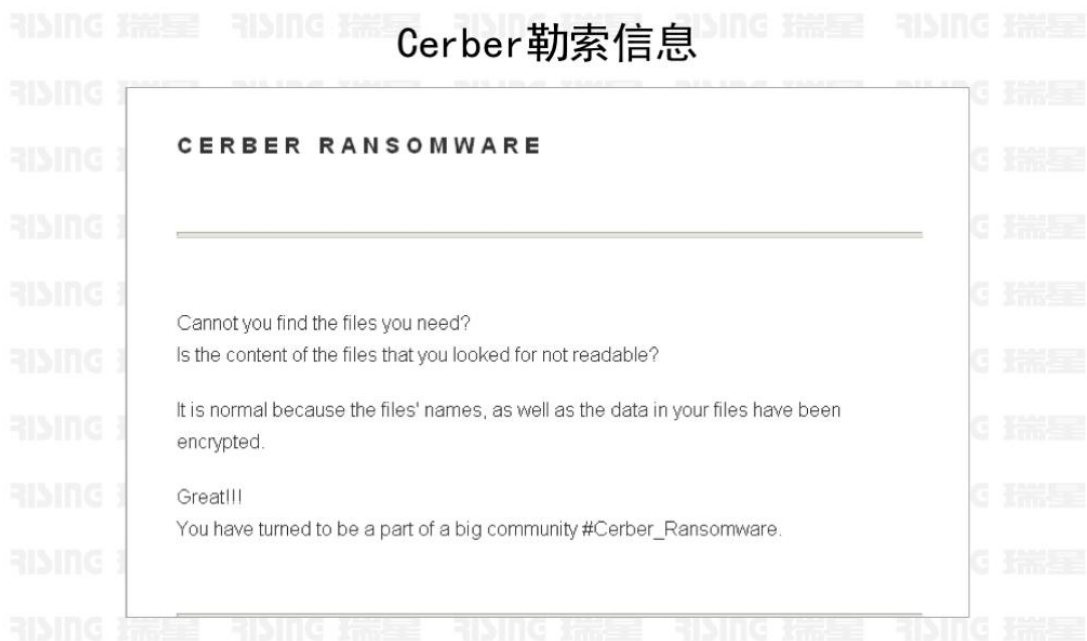 Cerber勒索信息
CERBER RANSOMWARE
Cannot you find the files you need?
Is the content of the files that you looked for not readable?
It is normal because the files' names, as well as the data in your files have been
encrypted.
Great!!!
You have turned to be a part of a big community #Cerber_Ransomware.
RISING 瑞星